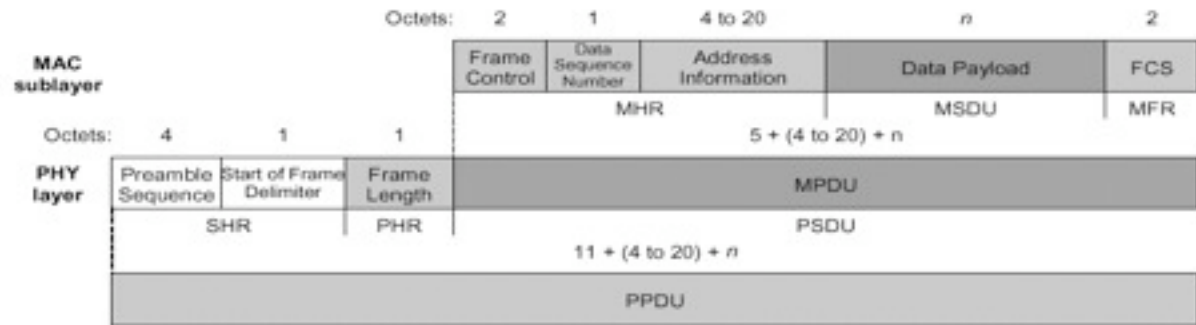 Octets: 2 1 4 to 20 n 2
MAC sublayer
Frame Control
Data Sequence Number
Address Information
Data Payload
FCS
MHR MSDU MFR
Octets: 4 1 1 5 + (4 to 20) + n
PHY layer
Preamble Sequence
Start of Frame Delimiter
Frame Length
MPDU
SHR PHR PSDU
11 + (4 to 20) + n
PPDU